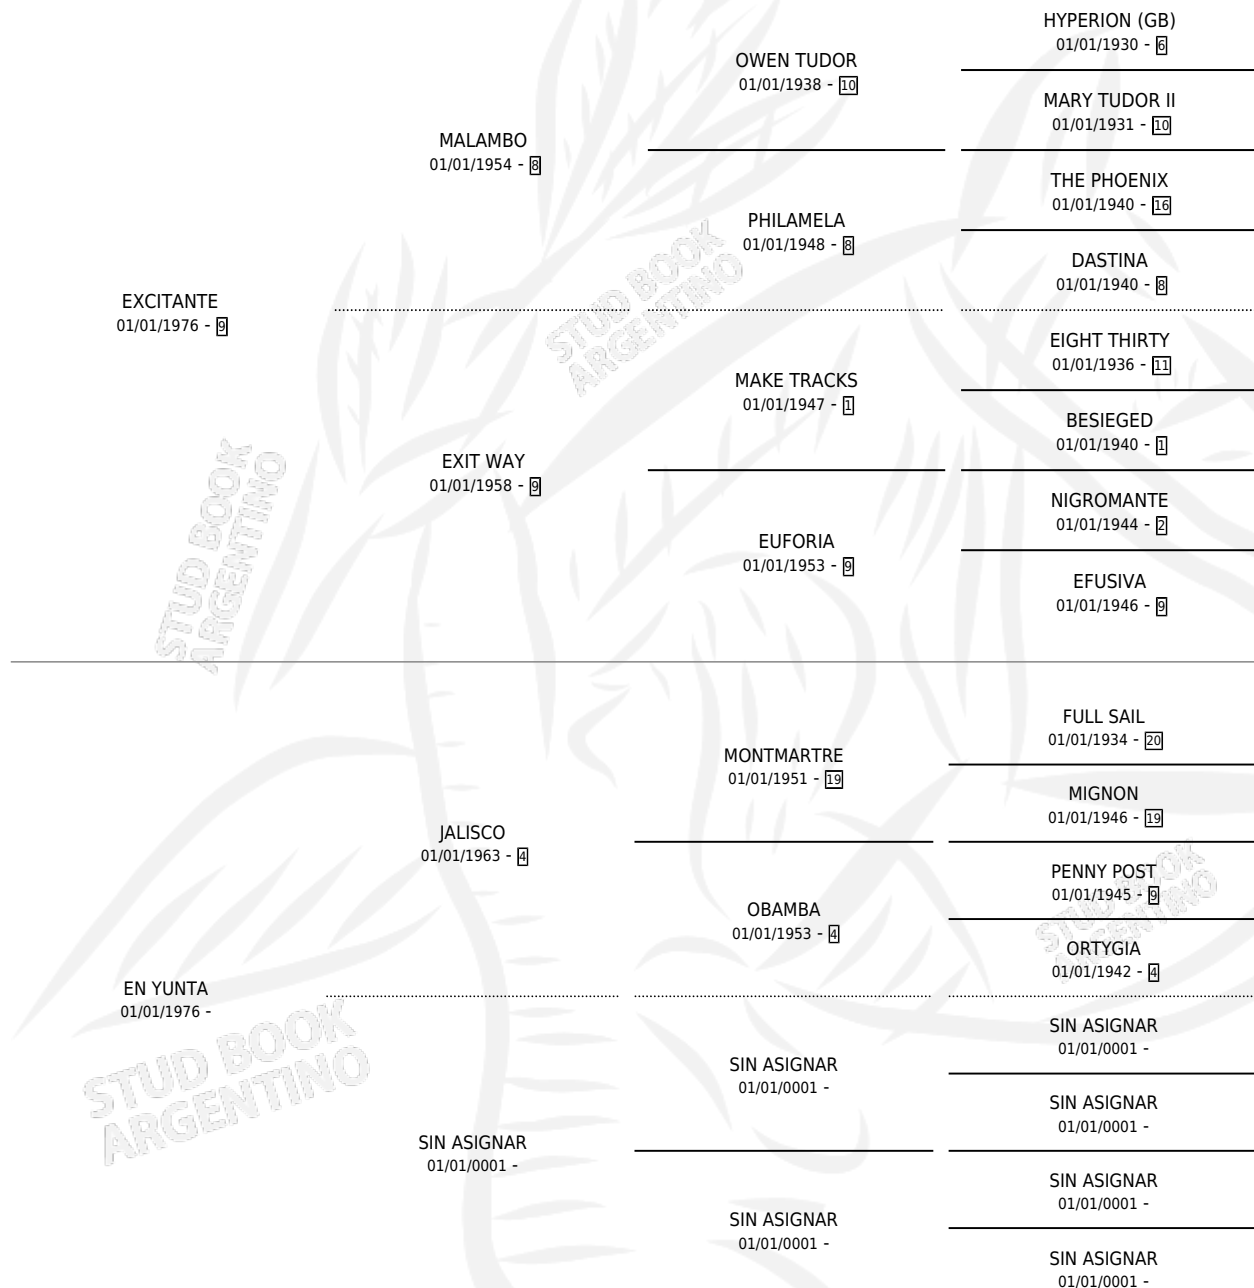 HYPERION (GB)
01/01/1930 - 6
OWEN TUDOR
01/01/1938 - 10
MARY TUDOR II
01/01/1931 - 10
MALAMBO
01/01/1954 - 8
THE PHOENIX
01/01/1940 - 16
PHILAMELA
01/01/1948 - 8
DASTINA
01/01/1940 - 8
EXCITANTE
01/01/1976 - 9
STUD BOOK
ARGENTINO
EIGHT THIRTY
01/01/1936 - 11
MAKE TRACKS
01/01/1947 - 1
BESIEGED
01/01/1940 - 1
EXIT WAY
01/01/1958 - 9
NIGROMANTE
01/01/1944 - 2
EUFORIA
01/01/1953 - 9
EFUSIVA
01/01/1946 - 9
STUD BOOK
ARGENTINO
FULL SAIL
01/01/1934 - 20
MONTMARTRE
01/01/1951 - 19
MIGNON
01/01/1946 - 19
JALISCO
01/01/1963 - 4
PENNY POST
01/01/1945 - 9
OBAMBA
01/01/1953 - 4
STUD BOOK
ARGENTINO
ORTYGIA
01/01/1942 - 4
EN YUNTA
01/01/1976 -
STUD BOOK
ARGENTINO
SIN ASIGNAR
01/01/0001 -
SIN ASIGNAR
01/01/0001 -
SIN ASIGNAR
01/01/0001 -
SIN ASIGNAR
01/01/0001 -
SIN ASIGNAR
01/01/0001 -
SIN ASIGNAR
01/01/0001 -
SIN ASIGNAR
01/01/0001 -